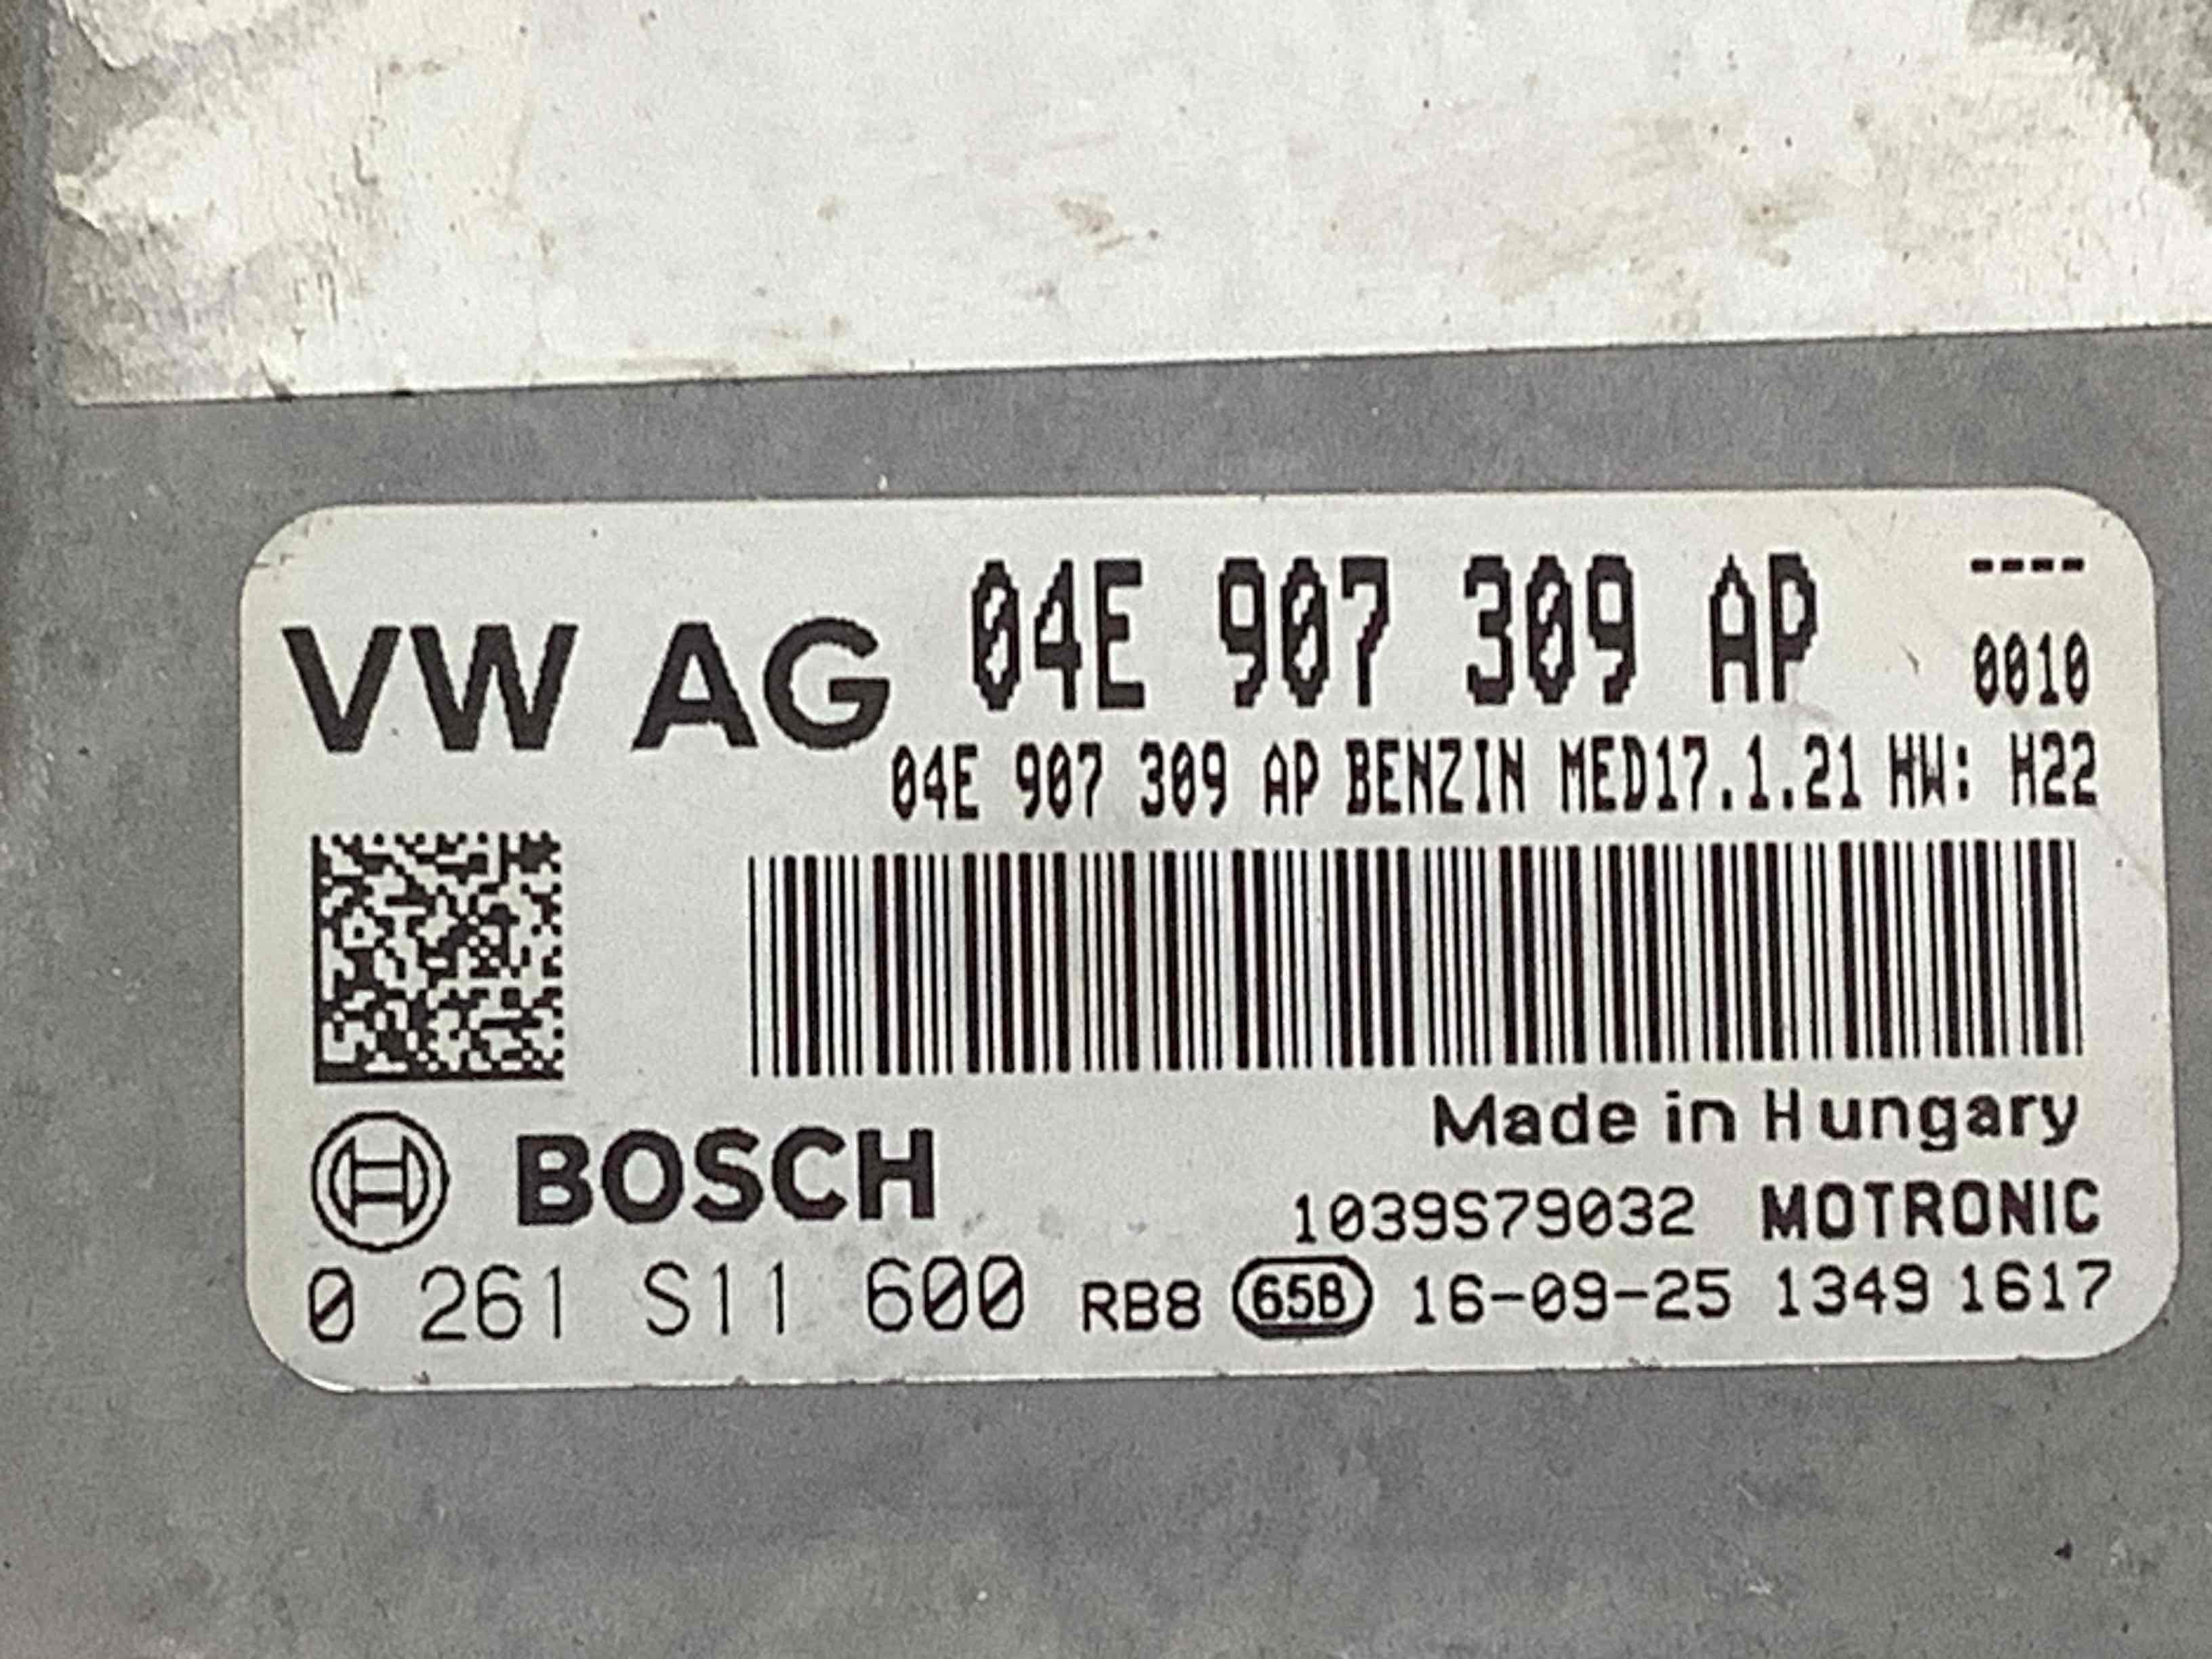 VW AG 04E 907 309 AP ----
0010
04E 907 309 AP BENZIN MED17.1.21 HW: H22
Made in Hungary
BOSCH
1039S79032 MOTRONIC
0 261 S11 600 RB8 65B 16-09-25 1349 1617